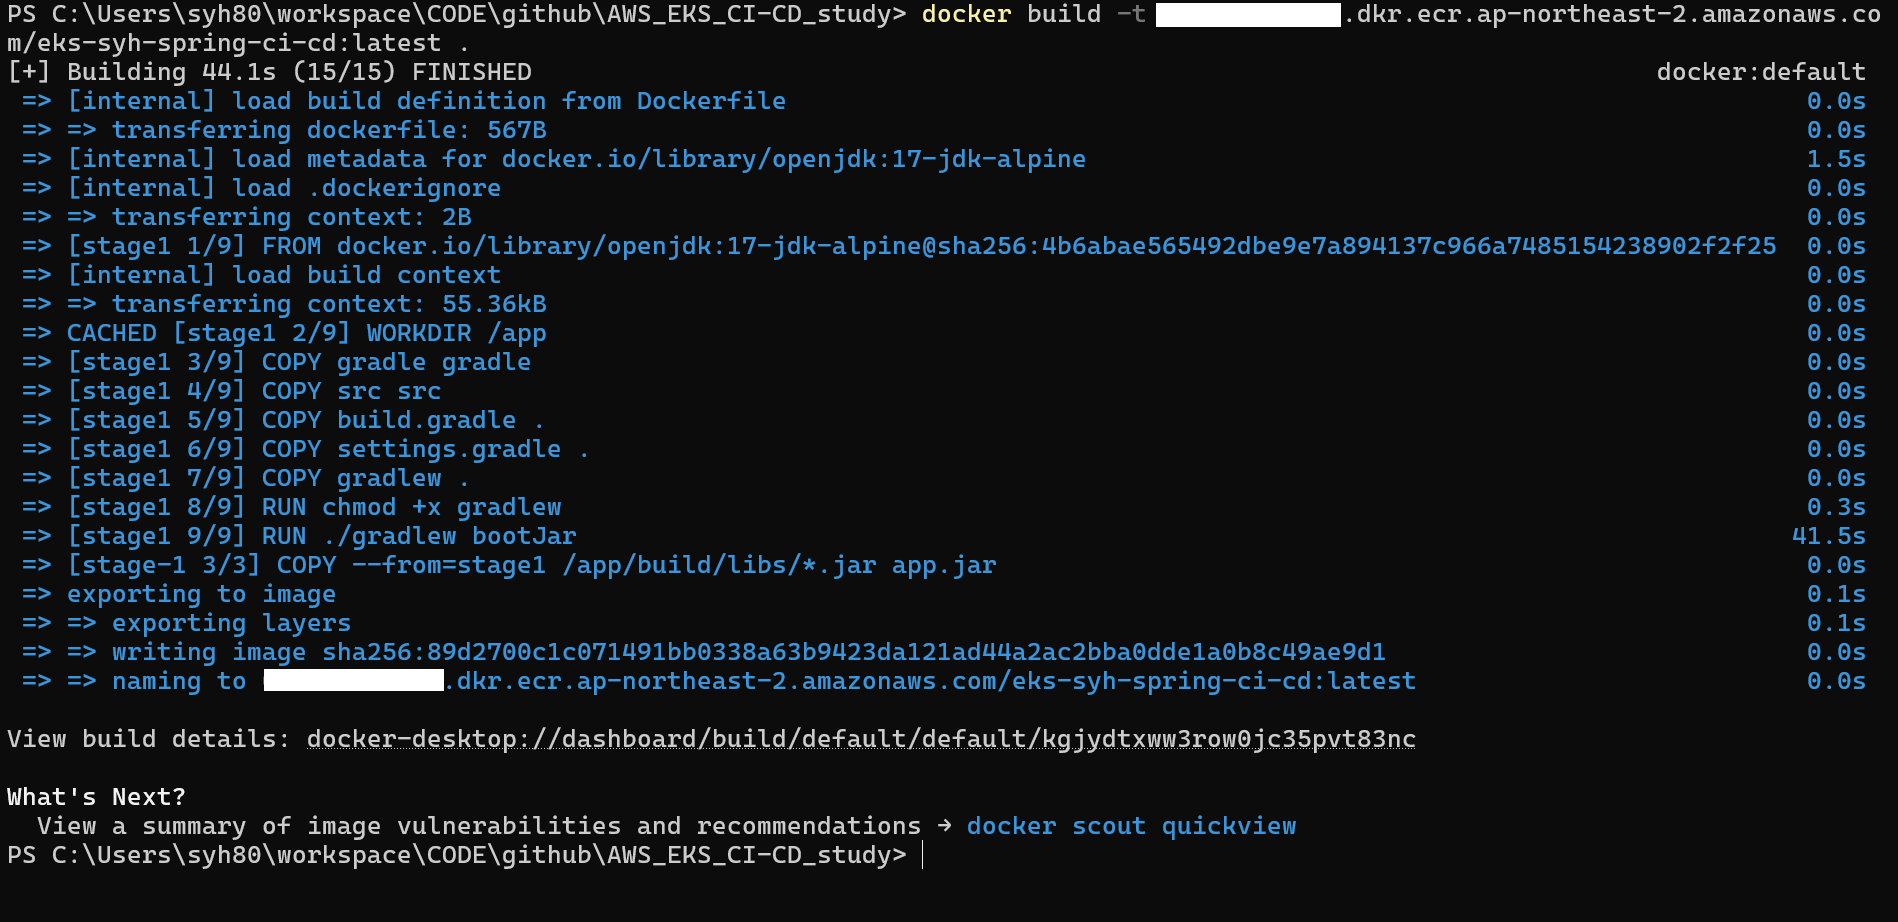 PS C:\Users\syh80\workspace\CODE\github\AWS_EKS_CI-CD_study> docker build -t .dkr.ecr.ap-northeast-2.amazonaws.co
m/eks-syh-spring-ci-cd:latest .
[+] Building 44.1s (15/15) FINISHED docker:default
=> [internal] load build definition from Dockerfile 0.0s
=> => transferring dockerfile: 567B 0.0s
=> [internal] load metadata for docker.io/library/openjdk:17-jdk-alpine 1.5s
=> [internal] load .dockerignore 0.0s
=> => transferring context: 2B 0.0s
=> [stage1 1/9] FROM docker.io/library/openjdk:17-jdk-alpine@sha256:4b6abae565492dbe9e7a894137c966a7485154238902f2f25 0.0s
=> [internal] load build context 0.0s
=> => transferring context: 55.36kB 0.0s
=> CACHED [stage1 2/9] WORKDIR /app 0.0s
=> [stage1 3/9] COPY gradle gradle 0.0s
=> [stage1 4/9] COPY src src 0.0s
=> [stage1 5/9] COPY build.gradle . 0.0s
=> [stage1 6/9] COPY settings.gradle . 0.0s
=> [stage1 7/9] COPY gradlew . 0.0s
=> [stage1 8/9] RUN chmod +x gradlew 0.3s
=> [stage1 9/9] RUN ./gradlew bootJar 41.5s
=> [stage-1 3/3] COPY --from=stage1 /app/build/libs/*.jar app.jar 0.0s
=> exporting to image 0.1s
=> => exporting layers 0.1s
=> => writing image sha256:89d2700c1c071491bb0338a63b9423da121ad44a2ac2bba0dde1a0b8c49ae9d1 0.0s
=> => naming to .dkr.ecr.ap-northeast-2.amazonaws.com/eks-syh-spring-ci-cd:latest 0.0s
View build details: docker-desktop://dashboard/build/default/default/kgjydtxww3row0jc35pvt83nc
What's Next?
View a summary of image vulnerabilities and recommendations → docker scout quickview
PS C:\Users\syh80\workspace\CODE\github\AWS_EKS_CI-CD_study>